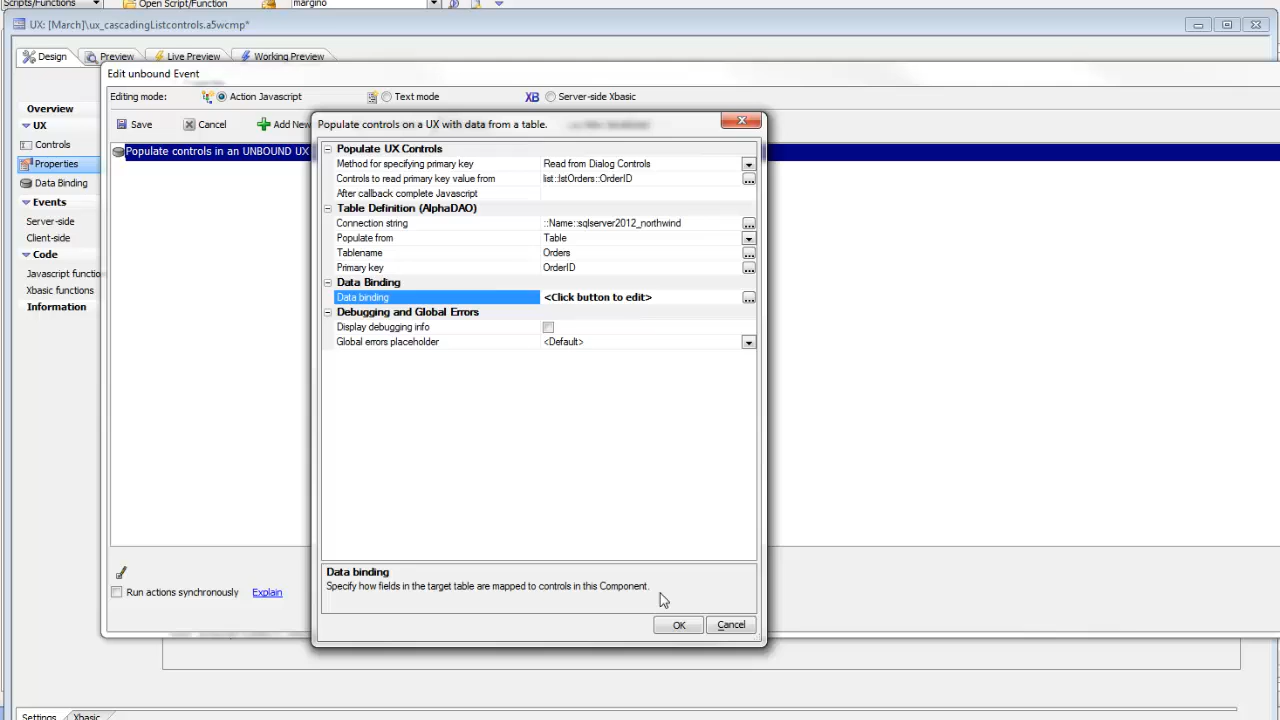 Scripts/Functions
Open Script/Function
margino
UX: [March]\ux_cascadingListcontrols.a5wcmp*
Design
Preview
Live Preview
Working Preview
Edit unbound Event
Editing mode:
Action Javascript
Text mode
XB
Server-side Xbasic
Overview
UX
Controls
Properties
Data Binding
Events
Server-side
Client-side
Code
Javascript functio
Xbasic functions
Information
Save
Cancel
Add New
Populate controls in an UNBOUND UX
Populate controls on a UX with data from a table.
Populate UX Controls
Method for specifying primary key Read from Dialog Controls
Controls to read primary key value from list::lstOrders::OrderID
After callback complete Javascript
Table Definition (AlphaDAO)
Connection string ::Name::sqlserver2012_northwind
Populate from Table
Tablename Orders
Primary key OrderID
Data Binding
Data binding <Click button to edit>
Debugging and Global Errors
Display debugging info
Global errors placeholder <Default>
Data binding
Specify how fields in the target table are mapped to controls in this Component.
OK
Cancel
Run actions synchronously
Explain
Settings
Xbasic